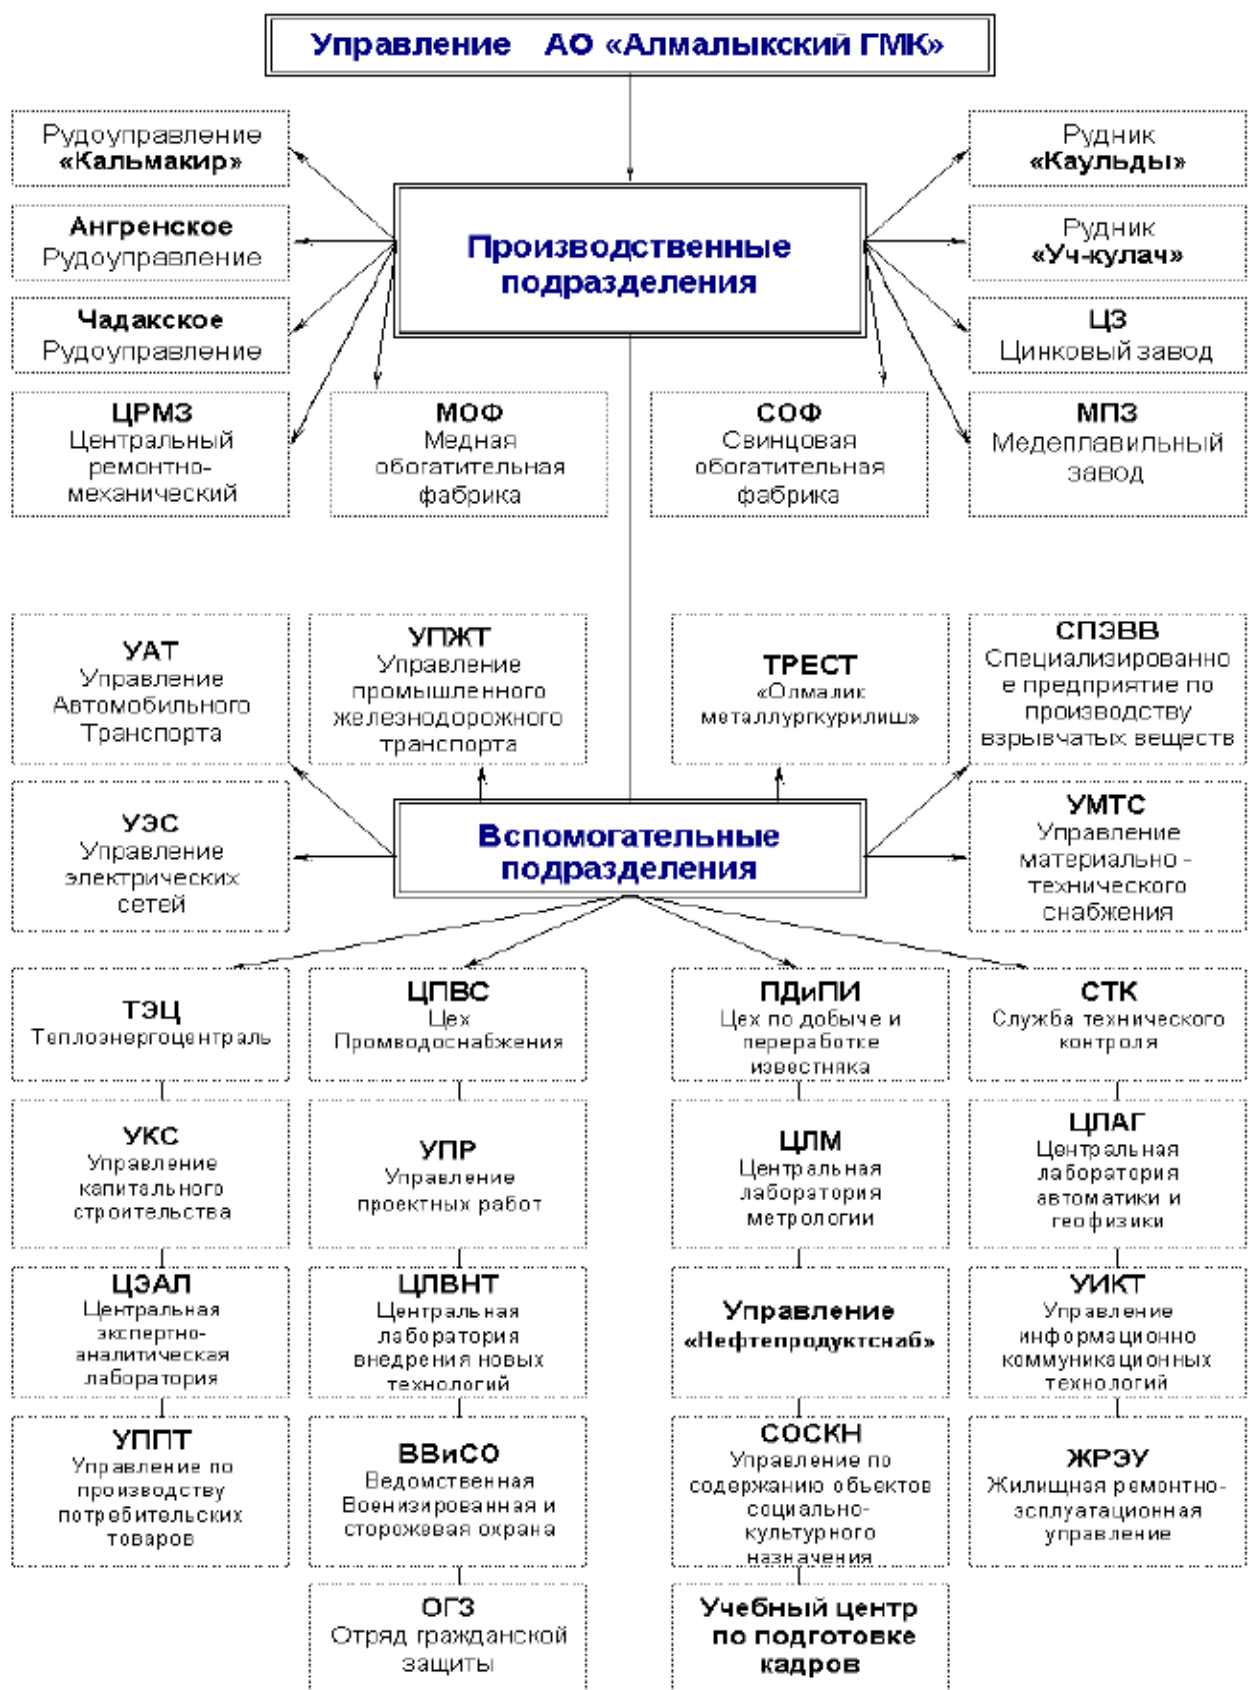 Управление АО «Алмалыкский ГМК»
Рудоуправление
«Кальмакир»
Рудник
«Каульды»
Ангренское
Рудоуправление
Производственные
подразделения
Рудник
«Уч-кулач»
Чадакское
Рудоуправление
ЦЗ
Цинковый завод
ЦРМЗ
Центральный
ремонтно-
механический
МОФ
Медная
обогатительная
фабрика
СОФ
Свинцовая
обогатительная
фабрика
МПЗ
Медеплавильный
завод
УАТ
Управление
Автомобильного
Транспорта
УПЖТ
Управление
промышленного
железнодорожного
транспорта
ТРЕСТ
«Олмалик
металлургкурилиш»
СПЭВВ
Специализированно
е предприятие по
производству
взрывчатых веществ
УЭС
Управление
электрических
сетей
Вспомогательные
подразделения
УМТС
Управление
материально -
технического
снабжения
ТЭЦ
Теплоэнергоцентраль
ЦПВС
Цех
Промводоснабжения
ПДиПИ
Цех по добыче и
переработке
известняка
СТК
Служба технического
контроля
УКС
Управление
капитального
строительства
УПР
Управление
проектных работ
ЦЛМ
Центральная
лаборатория
метрологии
ЦЛАГ
Центральная
лаборатория
автоматики и
геофизики
ЦЭАЛ
Центральная
экспертно-
аналитическая
лаборатория
ЦЛВНТ
Центральная
лаборатория
внедрения новых
технологий
Управление
«Нефтепродуктснаб»
УИКТ
Управление
информационно
коммуникационных
технологий
УППТ
Управление по
производству
потребительских
товаров
ВВиСО
Ведомственная
Военизированная и
сторожевая охрана
СОСКН
Управление по
содержанию объектов
социально-
культурного
назначения
ЖРЭУ
Жилищная ремонтно-
эсплуатационная
управление
ОГЗ
Отряд гражданской
защиты
Учебный центр
по подготовке
кадров